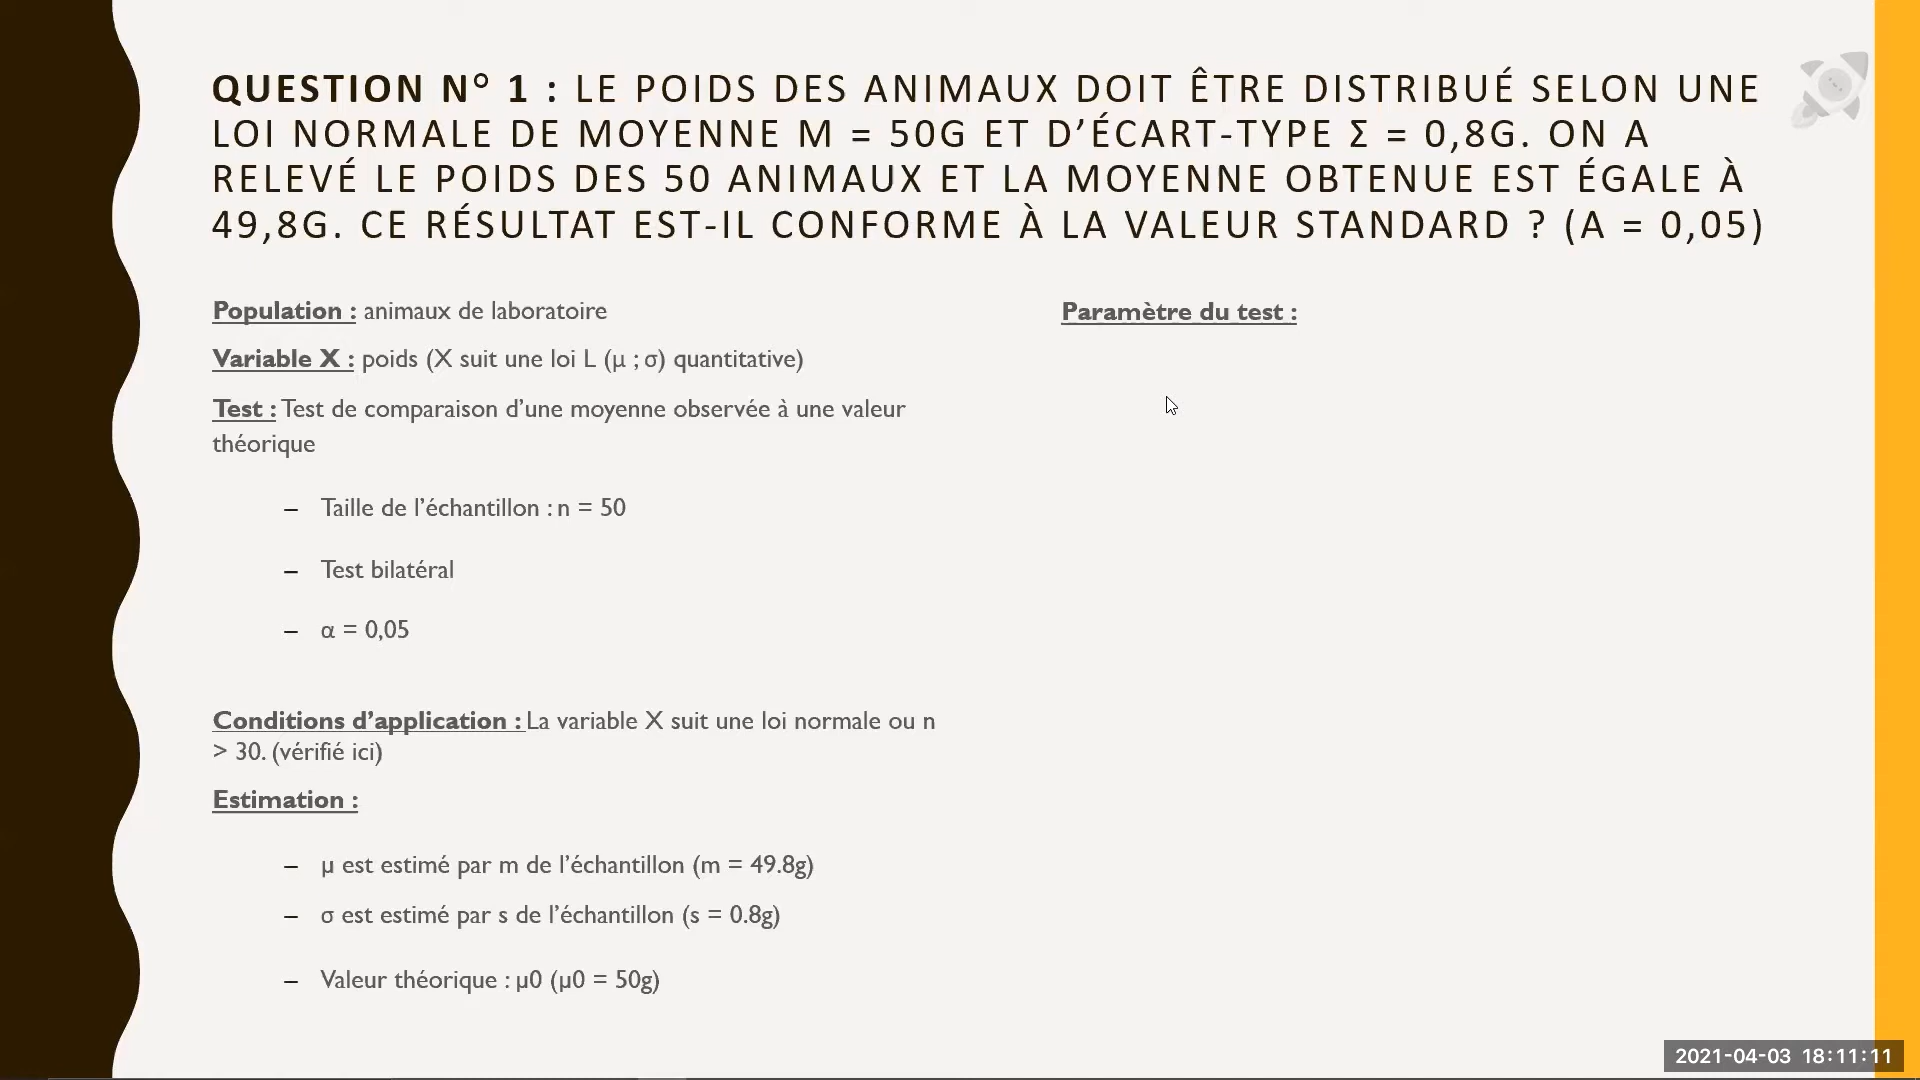 QUESTION N° 1 : LE POIDS DES ANIMAUX DOIT ÊTRE DISTRIBUÉ SELON UNE
LOI NORMALE DE MOYENNE M = 50G ET D’ÉCART-TYPE Σ = 0,8G. ON A
RELEVÉ LE POIDS DES 50 ANIMAUX ET LA MOYENNE OBTENUE EST ÉGALE À
49,8G. CE RÉSULTAT EST-IL CONFORME À LA VALEUR STANDARD ? (Α = 0,05)
Population : animaux de laboratoire
Variable X : poids (X suit une loi L (μ ; σ) quantitative)
Test : Test de comparaison d’une moyenne observée à une valeur
théorique
– Taille de l’échantillon : n = 50
– Test bilatéral
– α = 0,05
Conditions d’application : La variable X suit une loi normale ou n
> 30. (vérifié ici)
Estimation :
– μ est estimé par m de l’échantillon (m = 49.8g)
– σ est estimé par s de l’échantillon (s = 0.8g)
– Valeur théorique : μ0 (μ0 = 50g)
Paramètre du test :
2021-04-03 18:11:11